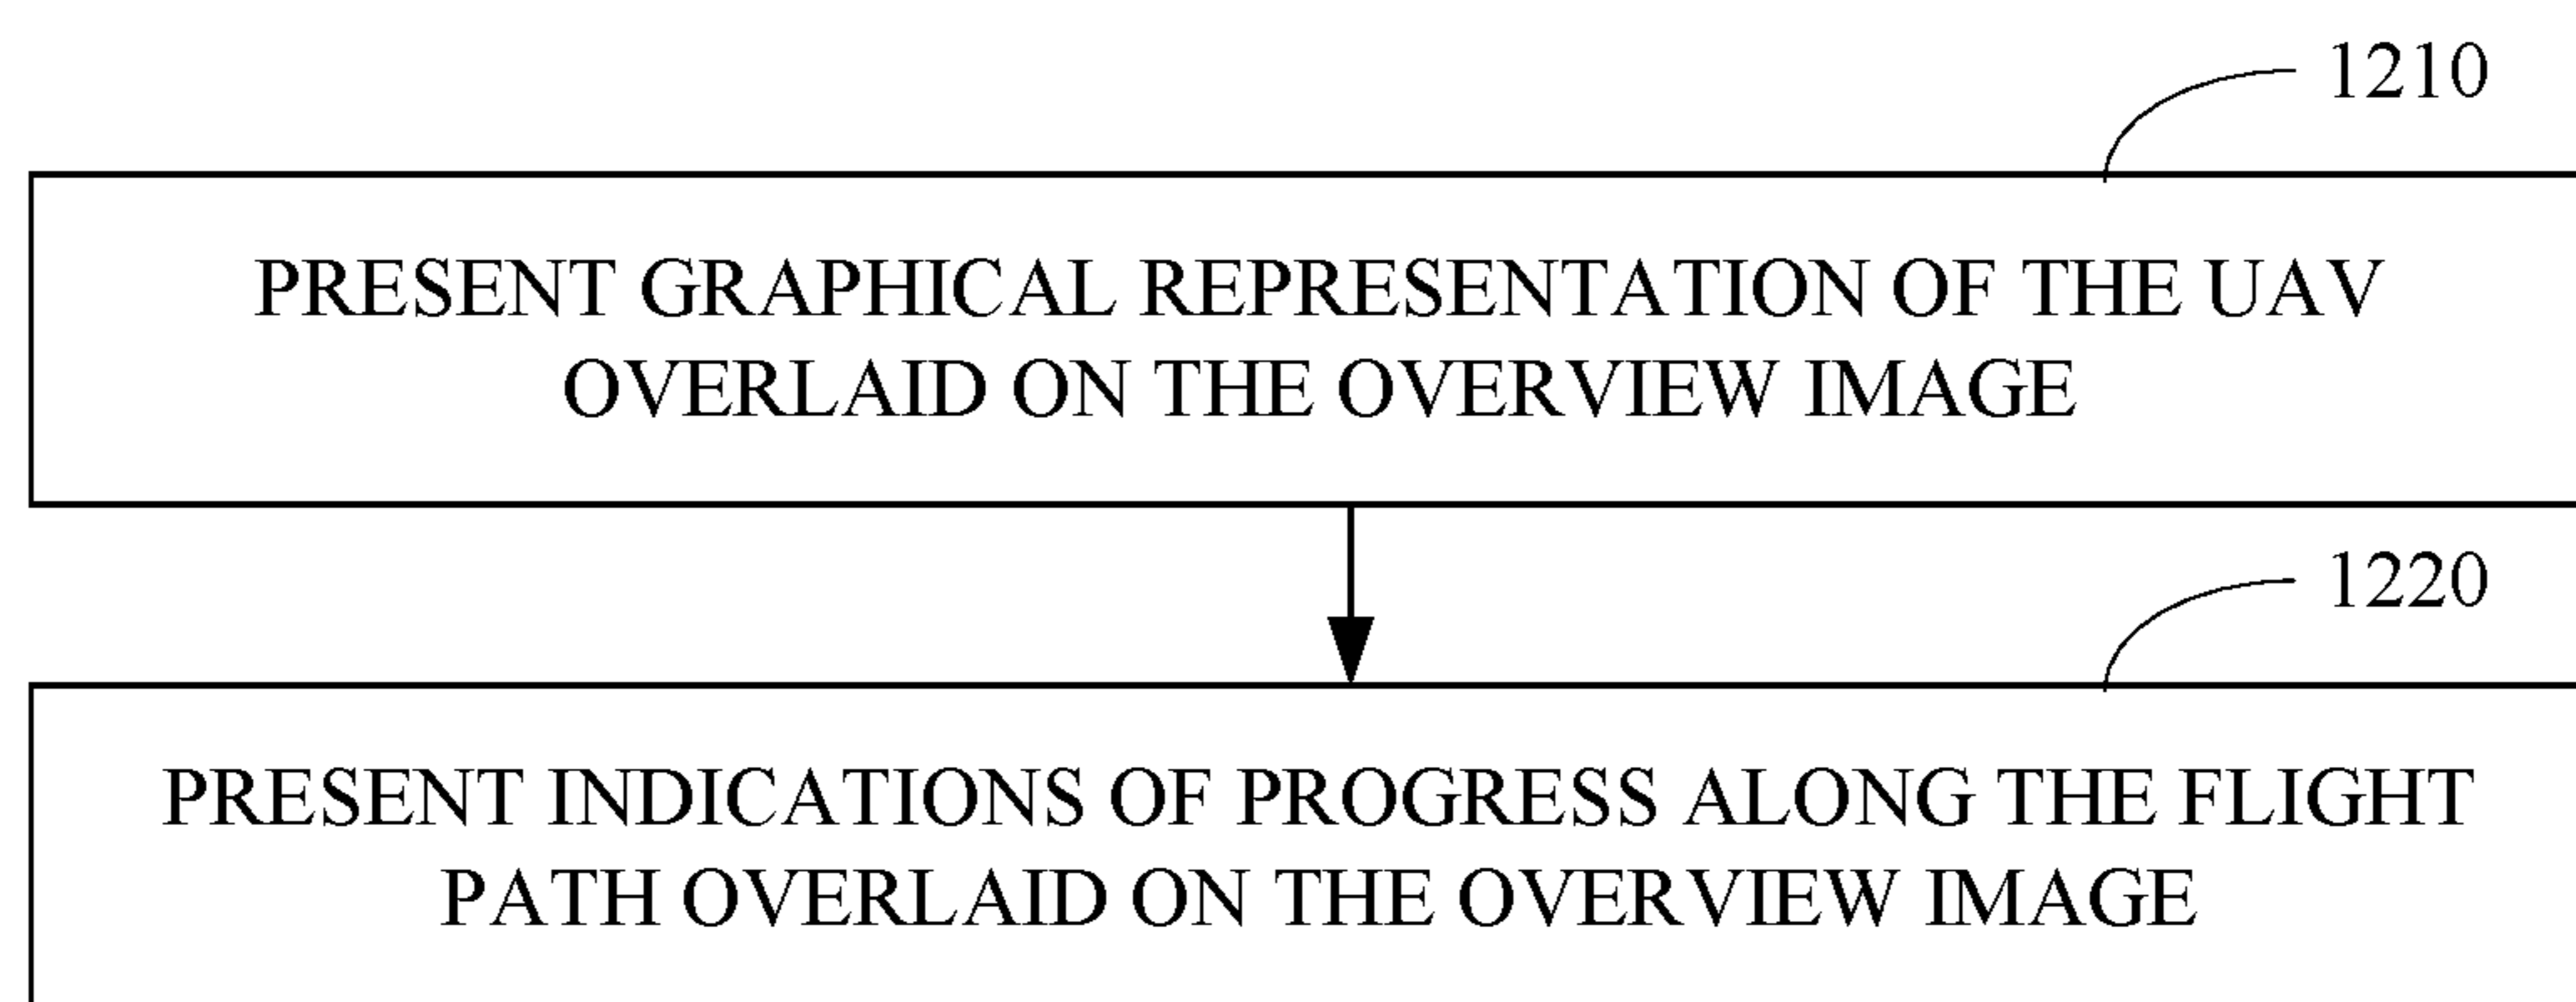 1210
PRESENT GRAPHICAL REPRESENTATION OF THE UAV
OVERLAID ON THE OVERVIEW IMAGE
1220
PRESENT INDICATIONS OF PROGRESS ALONG THE FLIGHT
PATH OVERLAID ON THE OVERVIEW IMAGE